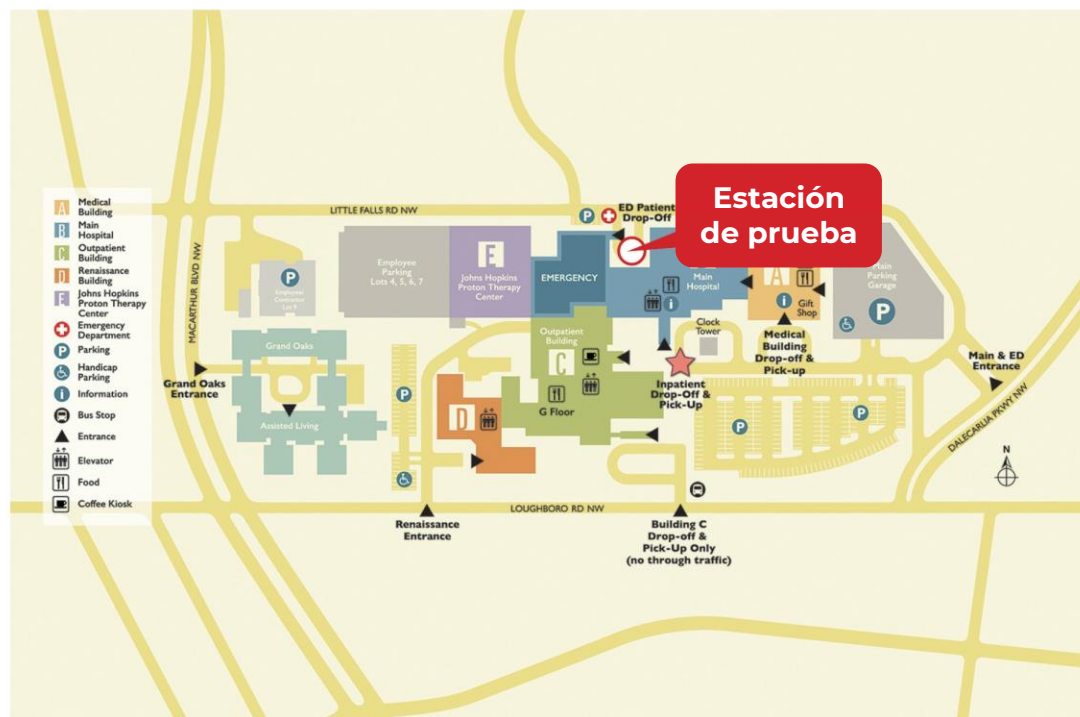 A Medical
Building
B Main
Hospital
C Outpatient
Building
D Renaissance
Building
E Johns Hopkins
Proton Therapy
Center
Emergency
Department
P Parking
Handicap
Parking
i Information
Bus Stop
Entrance
Elevator
Food
Coffee Kiosk
MACARTHUR BLVD NW
LITTLE FALLS RD NW
P
ED Patient
Drop-Off
Estación
de prueba
P
Employee
Contractor
Lot 9
Employee
Parking
Lots 4, 5, 6, 7
E
Johns Hopkins
Proton Therapy
Center
EMERGENCY
Main
Hospital
i
A
i
Gift
Shop
Main
Parking
Garage
P
Clock
Tower
Medical
Building
Drop-off &
Pick-up
Main & ED
Entrance
DALECARLIA PKWY NW
N
Grand Oaks
Grand Oaks
Entrance
Assisted Living
P
Outpatient
Building
C
G Floor
Inpatient
Drop-Off &
Pick-Up
D
P
P
LOUGHBORO RD NW
Renaissance
Entrance
Building C
Drop-off &
Pick-Up Only
(no through traffic)